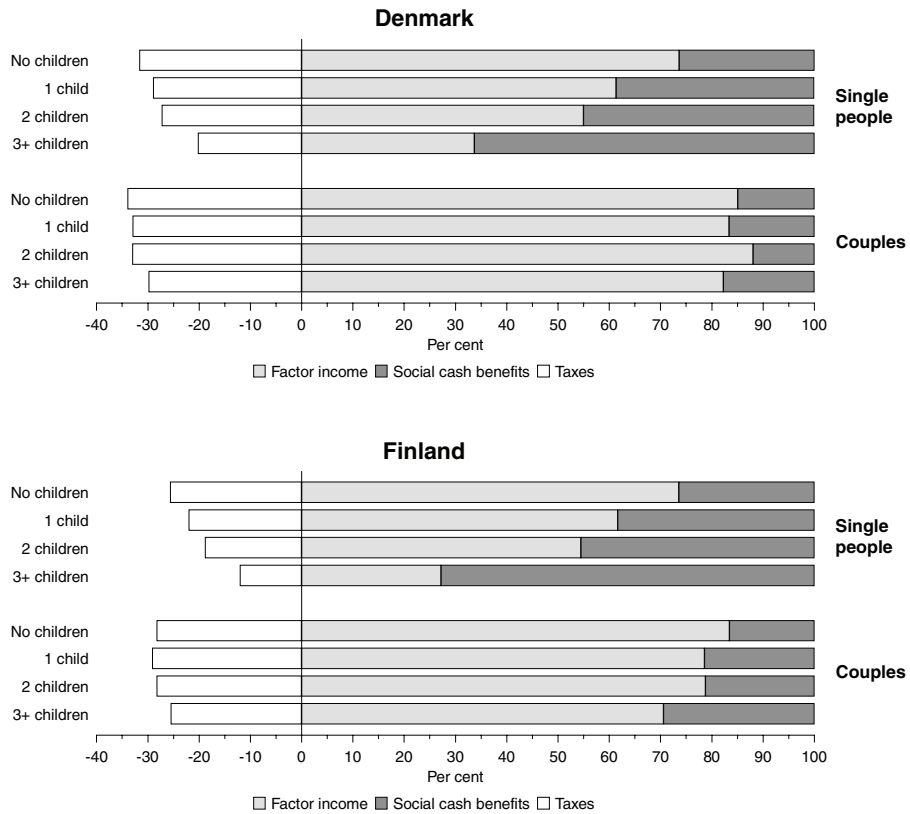 Denmark
No children
1 child
2 children
3+ children
Single
people
No children
1 child
2 children
3+ children
Couples
-40 -30 -20 -10 0 10 20 30 40 50 60 70 80 90 100
Per cent
Factor income Social cash benefits Taxes
Finland
No children
1 child
2 children
3+ children
Single
people
No children
1 child
2 children
3+ children
Couples
-40 -30 -20 -10 0 10 20 30 40 50 60 70 80 90 100
Per cent
Factor income Social cash benefits Taxes